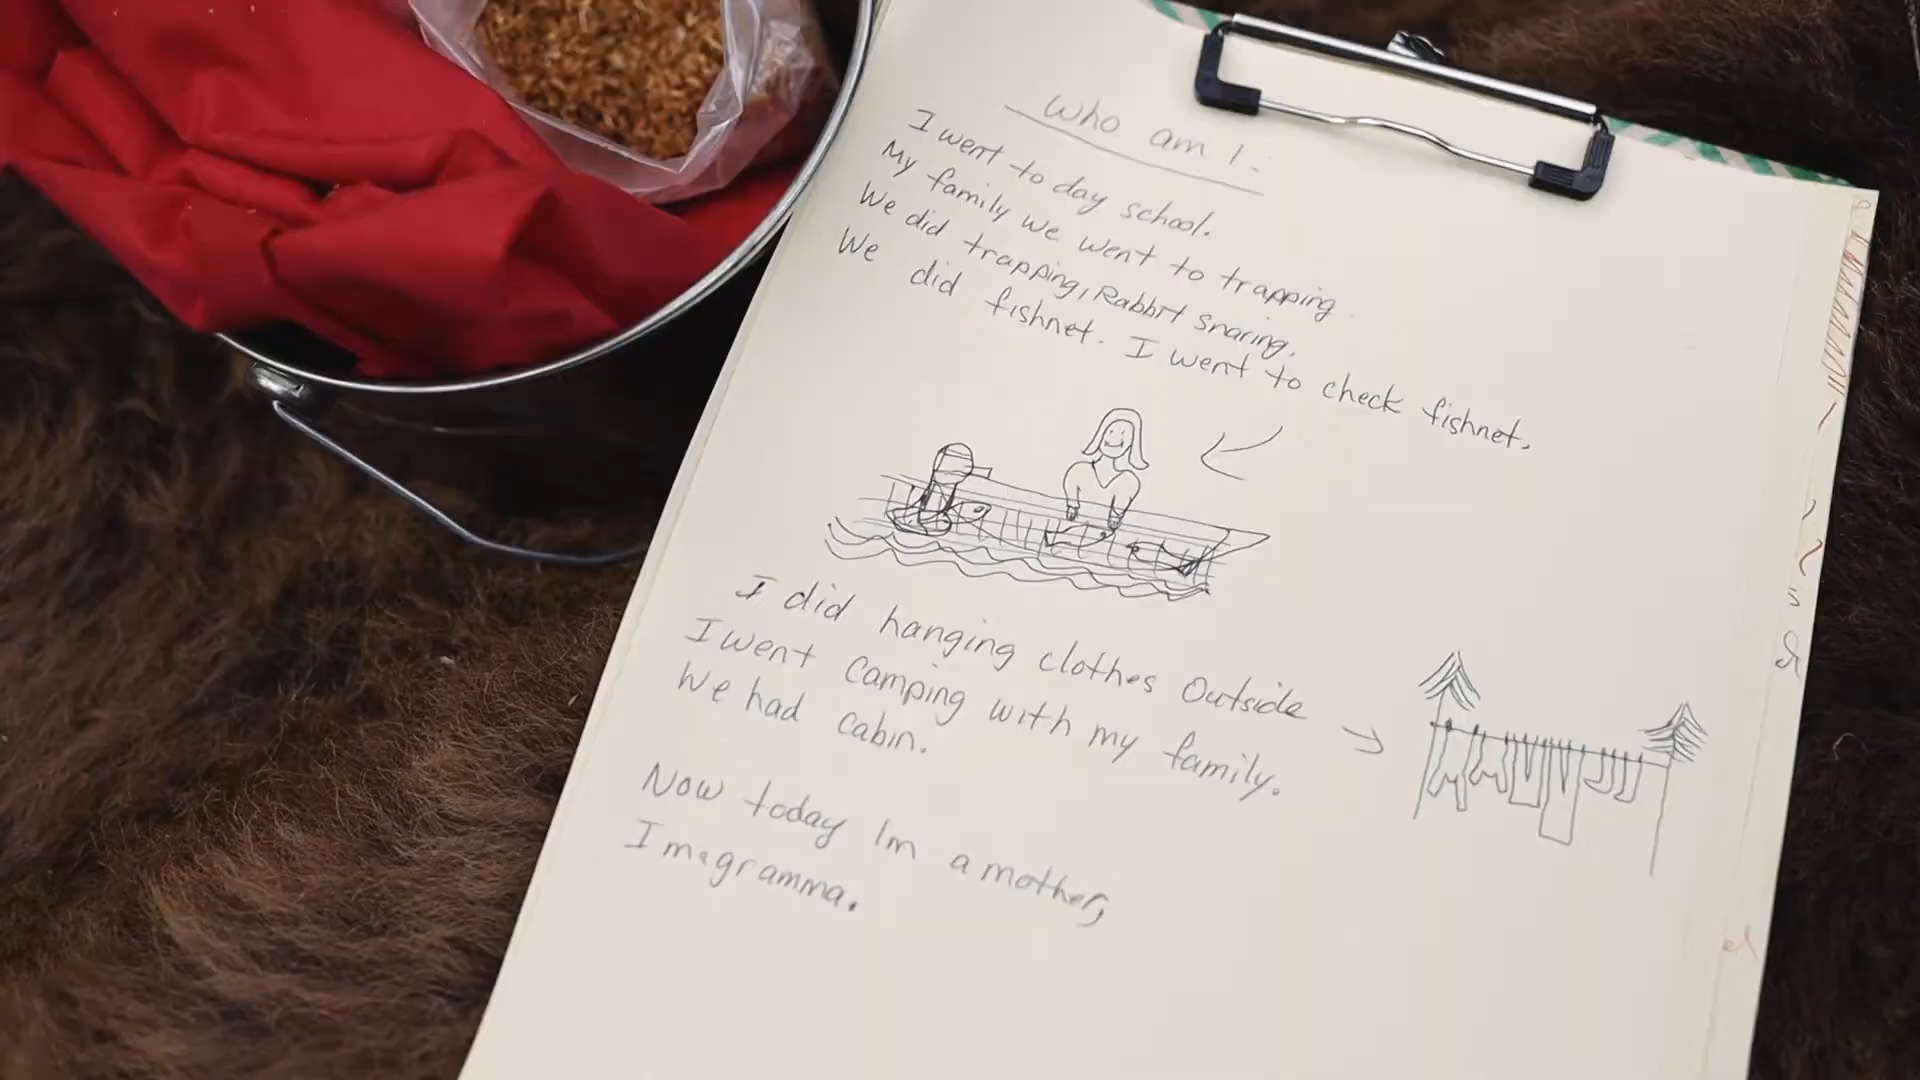 Who am I.
I went to day school.
My family we went to trapping.
We did trapping, Rabbit snaring.
We did fishnet. I went to check fishnet.
I did hanging clothes Outside
I went Camping with my family.
We had Cabin.
Now today Im a mother,
I m a gramma.